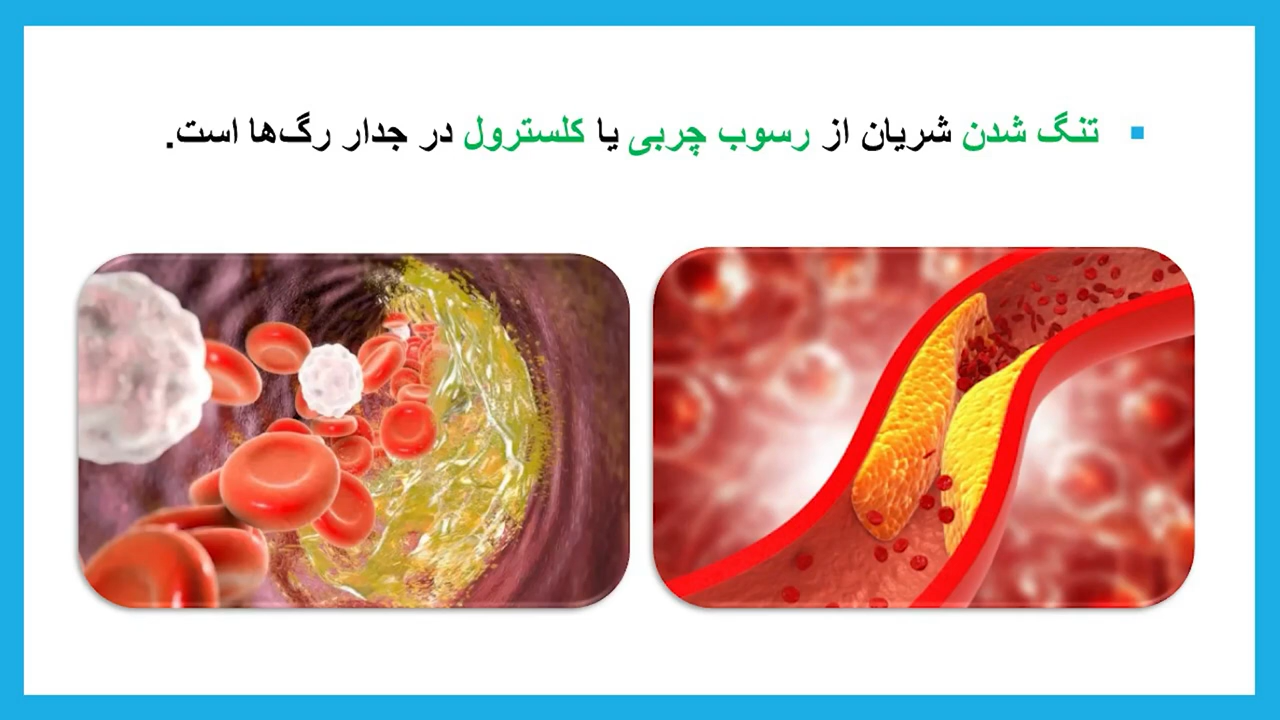 تنگ شدن شریان از رسوب چربی یا کلسترول در جدار رگ‌ها است.